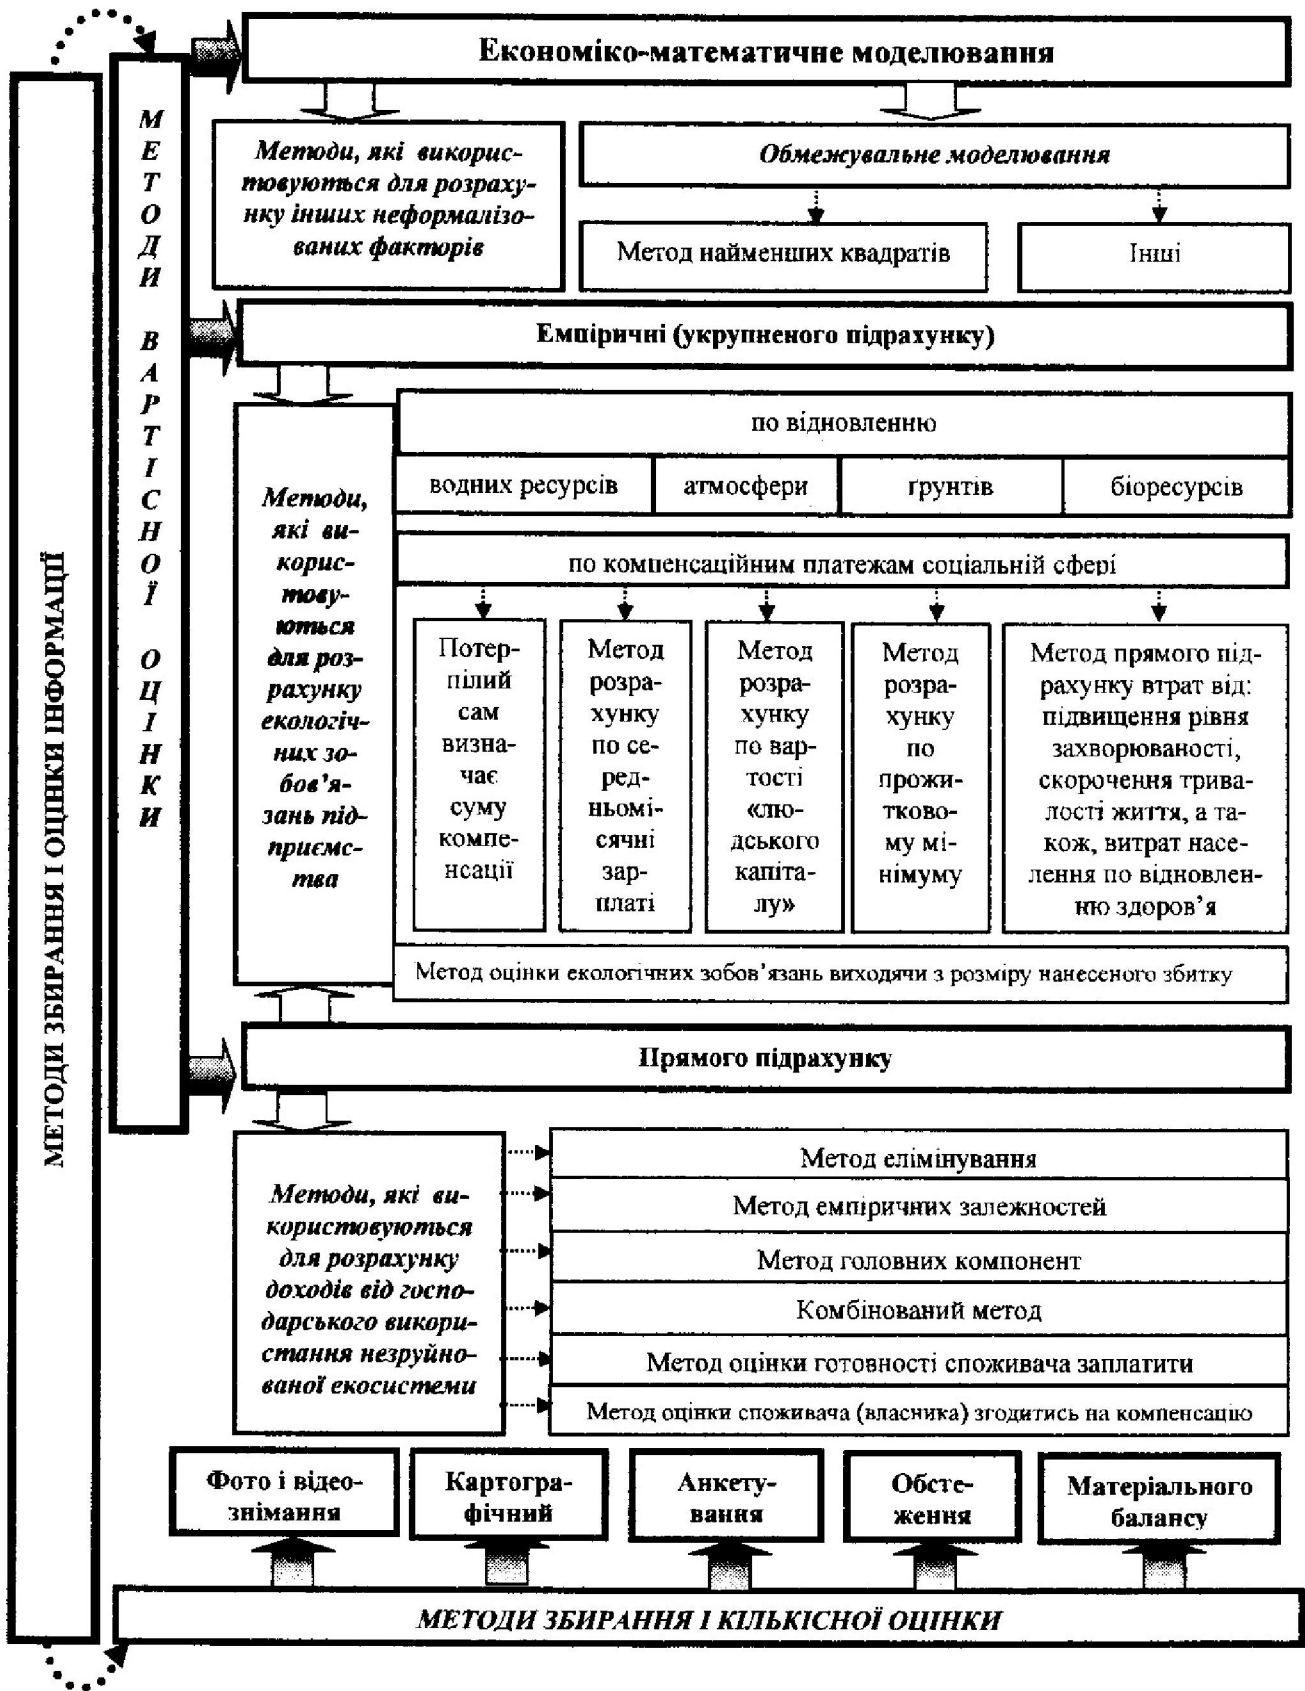 МЕТОДИ ЗБИРАННЯ І ОЦІНКИ ІНФОРМАЦІЇ
МЕТОДИ ВАРТІСНОЇ ОЦІНКИ
Економіко-математичне моделювання
Методи, які викорис-
товуються для розраху-
нку інших неформалізо-
ваних факторів
Обмежувальне моделювання
Метод найменших квадратів
Інші
Емпіричні (укрупненого підрахунку)
Методи,
які ви-
корис-
тову-
ються
для роз-
рахунку
екологіч-
них зо-
бов’я-
зань під-
приємс-
тва
по відновленню
водних ресурсів
атмосфери
ґрунтів
біоресурсів
по компенсаційним платежам соціальній сфері
Потер-
пілий
сам
визна-
чає
суму
компе-
нсації
Метод
розра-
хунку
по се-
ред-
ньомі-
сячні
зар-
платі
Метод
розра-
хунку
по вар-
тості
«лю-
дського
капіта-
лу»
Метод
розра-
хунку
по
прожи-
тково-
му мі-
німуму
Метод прямого під-
рахунку втрат від:
підвищення рівня
захворюваності,
скорочення трива-
лості життя, а та-
кож, витрат насе-
лення по відновлен-
ню здоров’я
Метод оцінки екологічних зобов’язань виходячи з розміру нанесеного збитку
Прямого підрахунку
Методи, які ви-
користовуються
для розрахунку
доходів від госпо-
дарського викори-
стання незруйно-
ваної екосистеми
Метод елімінування
Метод емпіричних залежностей
Метод головних компонент
Комбінований метод
Метод оцінки готовності споживача заплатити
Метод оцінки споживача (власника) згодитись на компенсацію
Фото і відео-
знімання
Картогра-
фічний
Анкету-
вання
Обсте-
ження
Матеріального
балансу
МЕТОДИ ЗБИРАННЯ І КІЛЬКІСНОЇ ОЦІНКИ